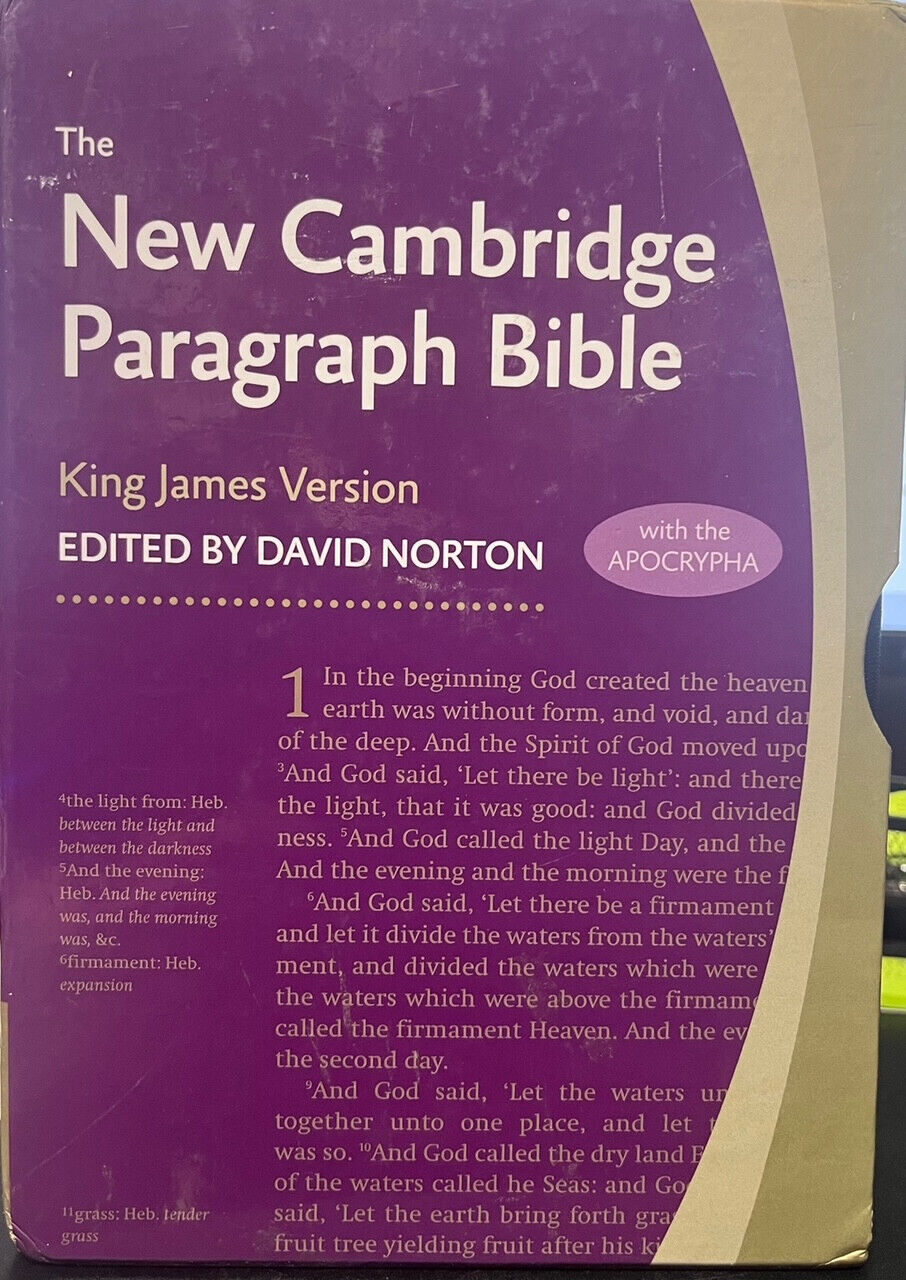 The
New Cambridge
Paragraph Bible
King James Version
EDITED BY DAVID NORTON
with the
APOCRYPHA
1 In the beginning God created the heaven
earth was without form, and void, and dar
of the deep. And the Spirit of God moved upo
³And God said, ‘Let there be light’: and there
the light, that it was good: and God divided
ness. ⁵And God called the light Day, and the
And the evening and the morning were the f
⁶And God said, ‘Let there be a firmament
and let it divide the waters from the waters’
ment, and divided the waters which were
the waters which were above the firmame
called the firmament Heaven. And the ev
the second day.
⁹And God said, ‘Let the waters un
together unto one place, and let t
was so. ¹⁰And God called the dry land E
of the waters called he Seas: and God
said, ‘Let the earth bring forth gras
fruit tree yielding fruit after his ki
⁴the light from: Heb.
between the light and
between the darkness
⁵And the evening:
Heb. And the evening
was, and the morning
was, &c.
⁶firmament: Heb.
expansion
¹¹grass: Heb. tender
grass